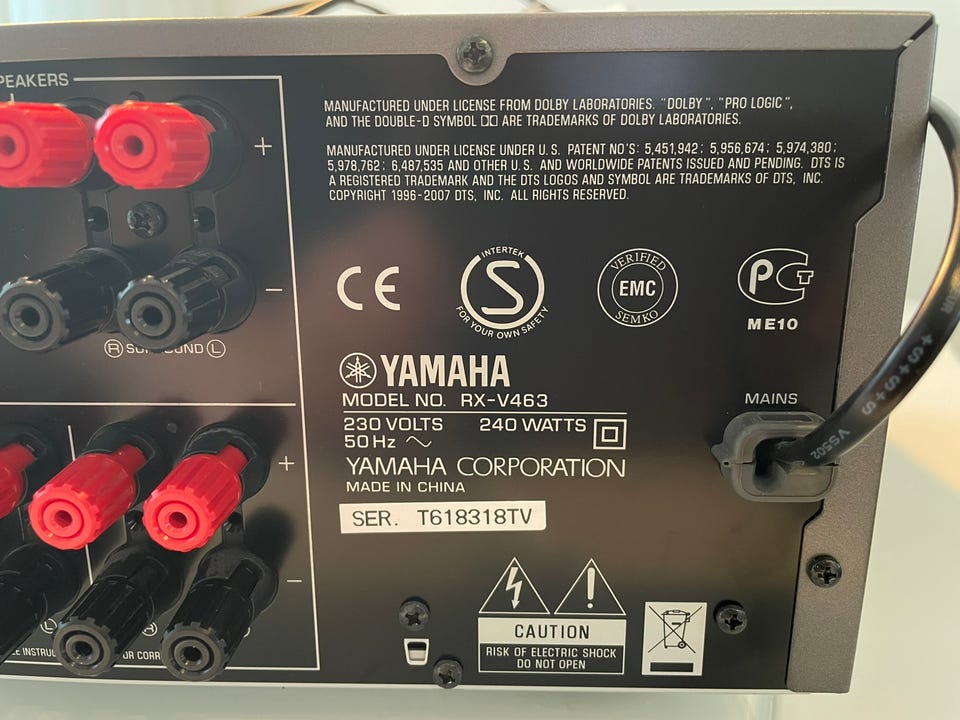 SPEAKERS
+
−
R SURROUND L
+
−
MANUFACTURED UNDER LICENSE FROM DOLBY LABORATORIES. "DOLBY", "PRO LOGIC",
AND THE DOUBLE-D SYMBOL ARE TRADEMARKS OF DOLBY LABORATORIES.
MANUFACTURED UNDER LICENSE UNDER U.S. PATENT NO'S: 5,451,942; 5,956,674; 5,974,380;
5,978,762; 6,487,535 AND OTHER U.S. AND WORLDWIDE PATENTS ISSUED AND PENDING. DTS IS
A REGISTERED TRADEMARK AND THE DTS LOGOS AND SYMBOL ARE TRADEMARKS OF DTS, INC.
COPYRIGHT 1996-2007 DTS, INC. ALL RIGHTS RESERVED.
CE
INTERTEK
S
FOR YOUR OWN SAFETY
VERIFIED
EMC
SEMKO
PCT
ME10
YAMAHA
MODEL NO. RX-V463
230 VOLTS 240 WATTS
50 Hz
YAMAHA CORPORATION
MADE IN CHINA
SER. T618318TV
MAINS
+S+S+S
VS502
CAUTION
RISK OF ELECTRIC SHOCK
DO NOT OPEN
L R